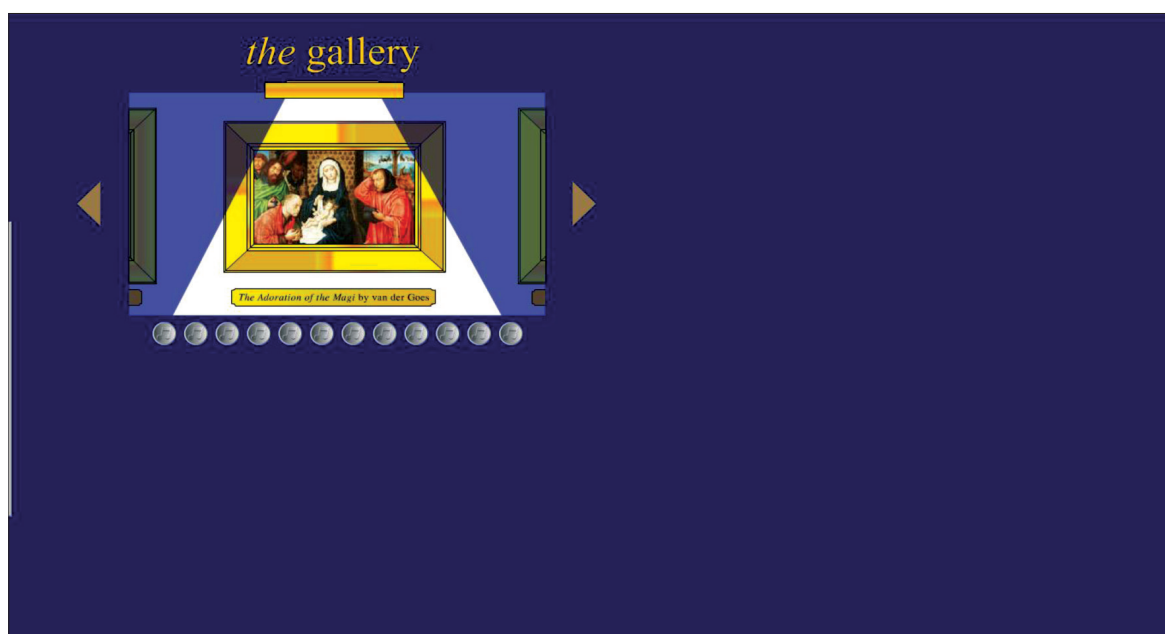 the gallery
The Adoration of the Magi by van der Goes